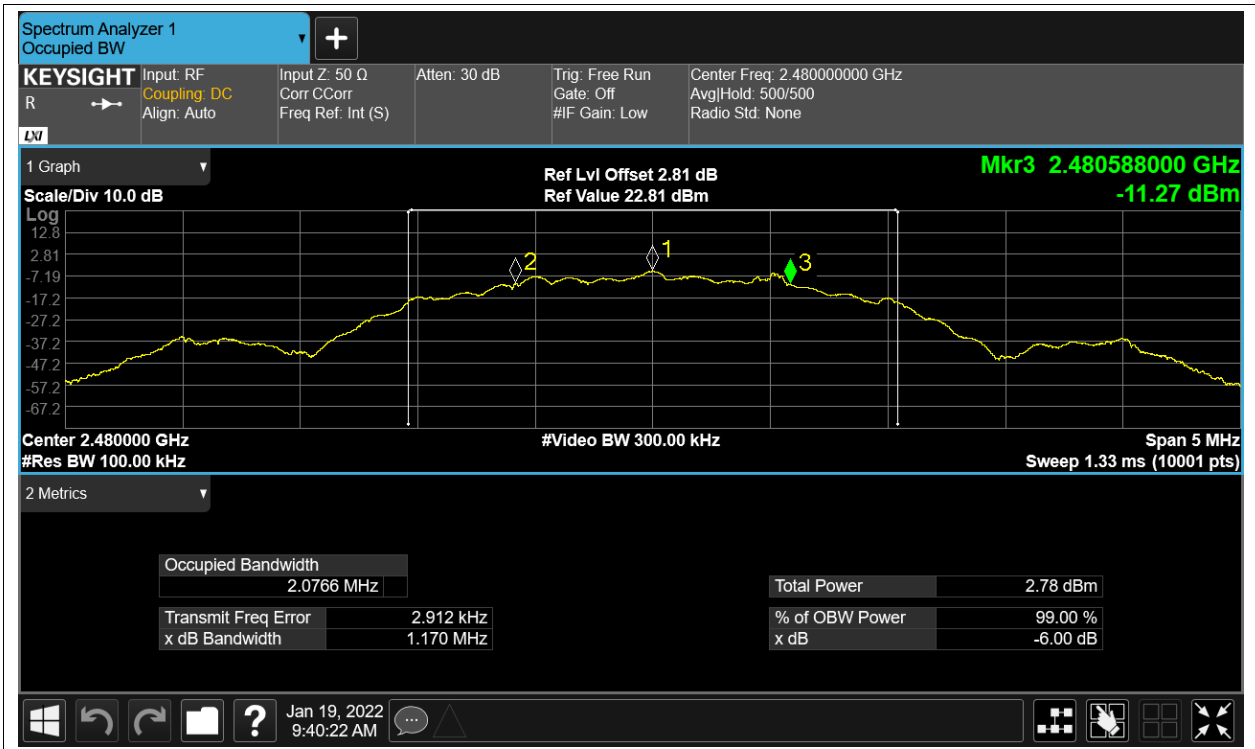 Spectrum Analyzer 1
Occupied BW
KEYSIGHT
R
LXI
Input: RF
Coupling: DC
Align: Auto
Input Z: 50 Ω
Corr CCorr
Freq Ref: Int (S)
Atten: 30 dB
Trig: Free Run
Gate: Off
#IF Gain: Low
Center Freq: 2.480000000 GHz
Avg|Hold: 500/500
Radio Std: None
1 Graph
Scale/Div 10.0 dB
Ref Lvl Offset 2.81 dB
Ref Value 22.81 dBm
Mkr3 2.480588000 GHz
-11.27 dBm
Log
12.8
2.81
-7.19
-17.2
-27.2
-37.2
-47.2
-57.2
-67.2
2
1
3
Center 2.480000 GHz
#Res BW 100.00 kHz
#Video BW 300.00 kHz
Span 5 MHz
Sweep 1.33 ms (10001 pts)
2 Metrics
Occupied Bandwidth
2.0766 MHz
Transmit Freq Error 2.912 kHz
x dB Bandwidth 1.170 MHz
Total Power 2.78 dBm
% of OBW Power 99.00 %
x dB -6.00 dB
?
Jan 19, 2022
9:40:22 AM